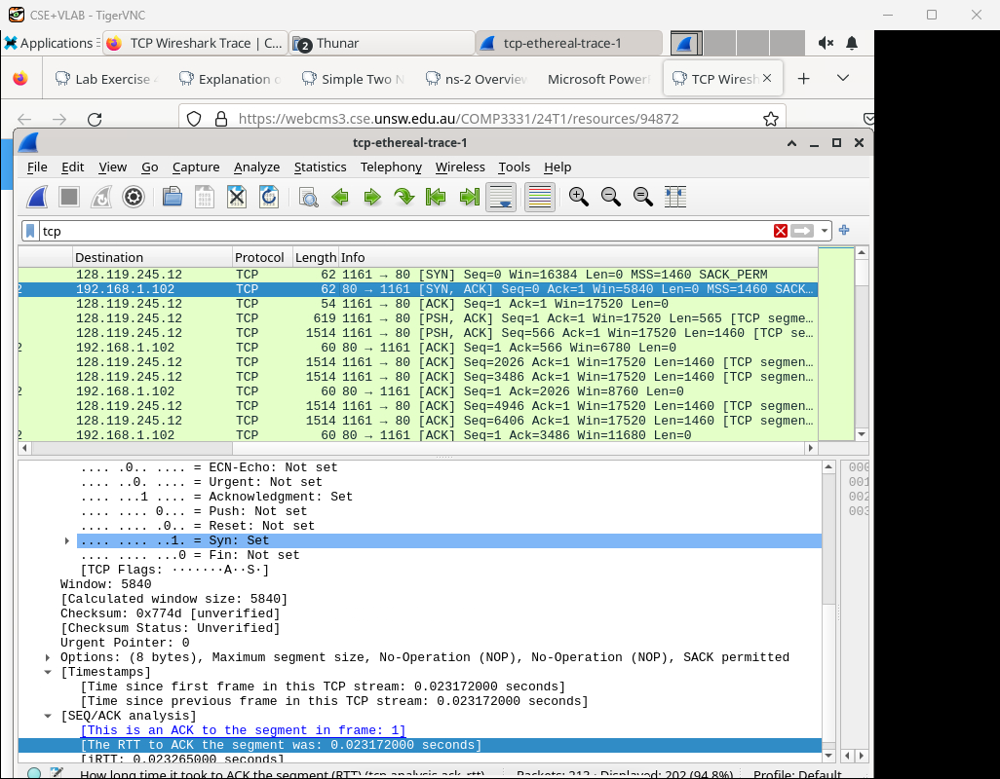 CSE+VLAB - TigerVNC
Applications
TCP Wireshark Trace | C...
2 Thunar
tcp-ethereal-trace-1
Lab Exercise
Explanation o
Simple Two N
ns-2 Overview
Microsoft Power
TCP Wiresh
https://webcms3.cse.unsw.edu.au/COMP3331/24T1/resources/94872
tcp-ethereal-trace-1
File Edit View Go Capture Analyze Statistics Telephony Wireless Tools Help
tcp
Destination Protocol Length Info
128.119.245.12 TCP 62 1161 → 80 [SYN] Seq=0 Win=16384 Len=0 MSS=1460 SACK_PERM
2 192.168.1.102 TCP 62 80 → 1161 [SYN, ACK] Seq=0 Ack=1 Win=5840 Len=0 MSS=1460 SACK…
128.119.245.12 TCP 54 1161 → 80 [ACK] Seq=1 Ack=1 Win=17520 Len=0
128.119.245.12 TCP 619 1161 → 80 [PSH, ACK] Seq=1 Ack=1 Win=17520 Len=565 [TCP segme…
128.119.245.12 TCP 1514 1161 → 80 [PSH, ACK] Seq=566 Ack=1 Win=17520 Len=1460 [TCP se…
2 192.168.1.102 TCP 60 80 → 1161 [ACK] Seq=1 Ack=566 Win=6780 Len=0
128.119.245.12 TCP 1514 1161 → 80 [ACK] Seq=2026 Ack=1 Win=17520 Len=1460 [TCP segmen…
128.119.245.12 TCP 1514 1161 → 80 [ACK] Seq=3486 Ack=1 Win=17520 Len=1460 [TCP segmen…
2 192.168.1.102 TCP 60 80 → 1161 [ACK] Seq=1 Ack=2026 Win=8760 Len=0
128.119.245.12 TCP 1514 1161 → 80 [ACK] Seq=4946 Ack=1 Win=17520 Len=1460 [TCP segmen…
128.119.245.12 TCP 1514 1161 → 80 [ACK] Seq=6406 Ack=1 Win=17520 Len=1460 [TCP segmen…
2 192.168.1.102 TCP 60 80 → 1161 [ACK] Seq=1 Ack=3486 Win=11680 Len=0
.... .0.. .... = ECN-Echo: Not set
.... ..0. .... = Urgent: Not set
.... ...1 .... = Acknowledgment: Set
.... .... 0... = Push: Not set
.... .... .0.. = Reset: Not set
.... .... ..1. = Syn: Set
.... .... ...0 = Fin: Not set
[TCP Flags: ·······A··S·]
Window: 5840
[Calculated window size: 5840]
Checksum: 0x774d [unverified]
[Checksum Status: Unverified]
Urgent Pointer: 0
Options: (8 bytes), Maximum segment size, No-Operation (NOP), No-Operation (NOP), SACK permitted
[Timestamps]
[Time since first frame in this TCP stream: 0.023172000 seconds]
[Time since previous frame in this TCP stream: 0.023172000 seconds]
[SEQ/ACK analysis]
[This is an ACK to the segment in frame: 1]
[The RTT to ACK the segment was: 0.023172000 seconds]
[iRTT: 0.023265000 seconds]
000
001
002
003
How long time it took to ACK the segment (RTT) (tcp.analysis.ack_rtt)
Packets: 213 · Displayed: 202 (94.8%)
Profile: Default